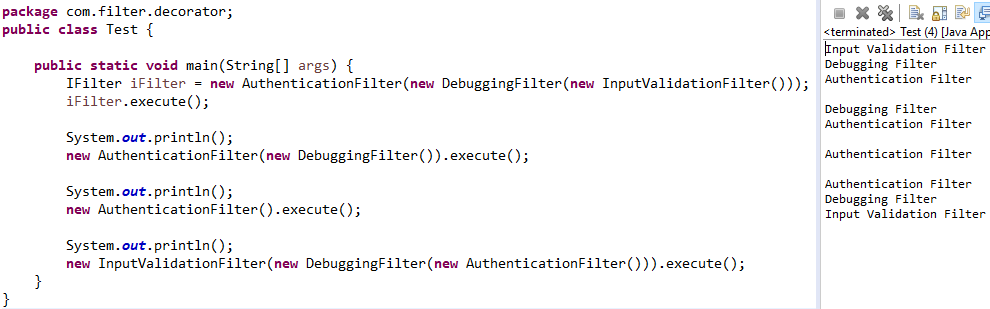 package com.filter.decorator;
public class Test {
public static void main(String[] args) {
IFilter iFilter = new AuthenticationFilter(new DebuggingFilter(new InputValidationFilter()));
iFilter.execute();
System.out.println();
new AuthenticationFilter(new DebuggingFilter()).execute();
System.out.println();
new AuthenticationFilter().execute();
System.out.println();
new InputValidationFilter(new DebuggingFilter(new AuthenticationFilter())).execute();
}
}
<terminated> Test (4) [Java App
Input Validation Filter
Debugging Filter
Authentication Filter
Debugging Filter
Authentication Filter
Authentication Filter
Authentication Filter
Debugging Filter
Input Validation Filter